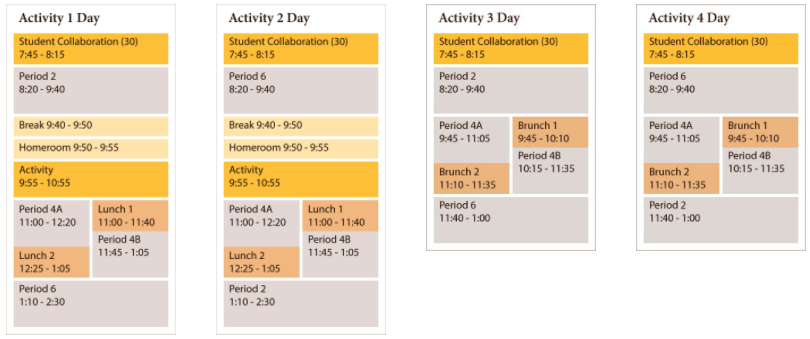 Activity 1 Day
Student Collaboration (30)
7:45 - 8:15
Period 2
8:20 - 9:40
Break 9:40 - 9:50
Homeroom 9:50 - 9:55
Activity
9:55 - 10:55
Period 4A
11:00 - 12:20
Lunch 2
12:25 - 1:05
Lunch 1
11:00 - 11:40
Period 4B
11:45 - 1:05
Period 6
1:10 - 2:30
Activity 2 Day
Student Collaboration (30)
7:45 - 8:15
Period 6
8:20 - 9:40
Break 9:40 - 9:50
Homeroom 9:50 - 9:55
Activity
9:55 - 10:55
Period 4A
11:00 - 12:20
Lunch 2
12:25 - 1:05
Lunch 1
11:00 - 11:40
Period 4B
11:45 - 1:05
Period 2
1:10 - 2:30
Activity 3 Day
Student Collaboration (30)
7:45 - 8:15
Period 2
8:20 - 9:40
Period 4A
9:45 - 11:05
Brunch 2
11:10 - 11:35
Brunch 1
9:45 - 10:10
Period 4B
10:15 - 11:35
Period 6
11:40 - 1:00
Activity 4 Day
Student Collaboration (30)
7:45 - 8:15
Period 6
8:20 - 9:40
Period 4A
9:45 - 11:05
Brunch 2
11:10 - 11:35
Brunch 1
9:45 - 10:10
Period 4B
10:15 - 11:35
Period 2
11:40 - 1:00